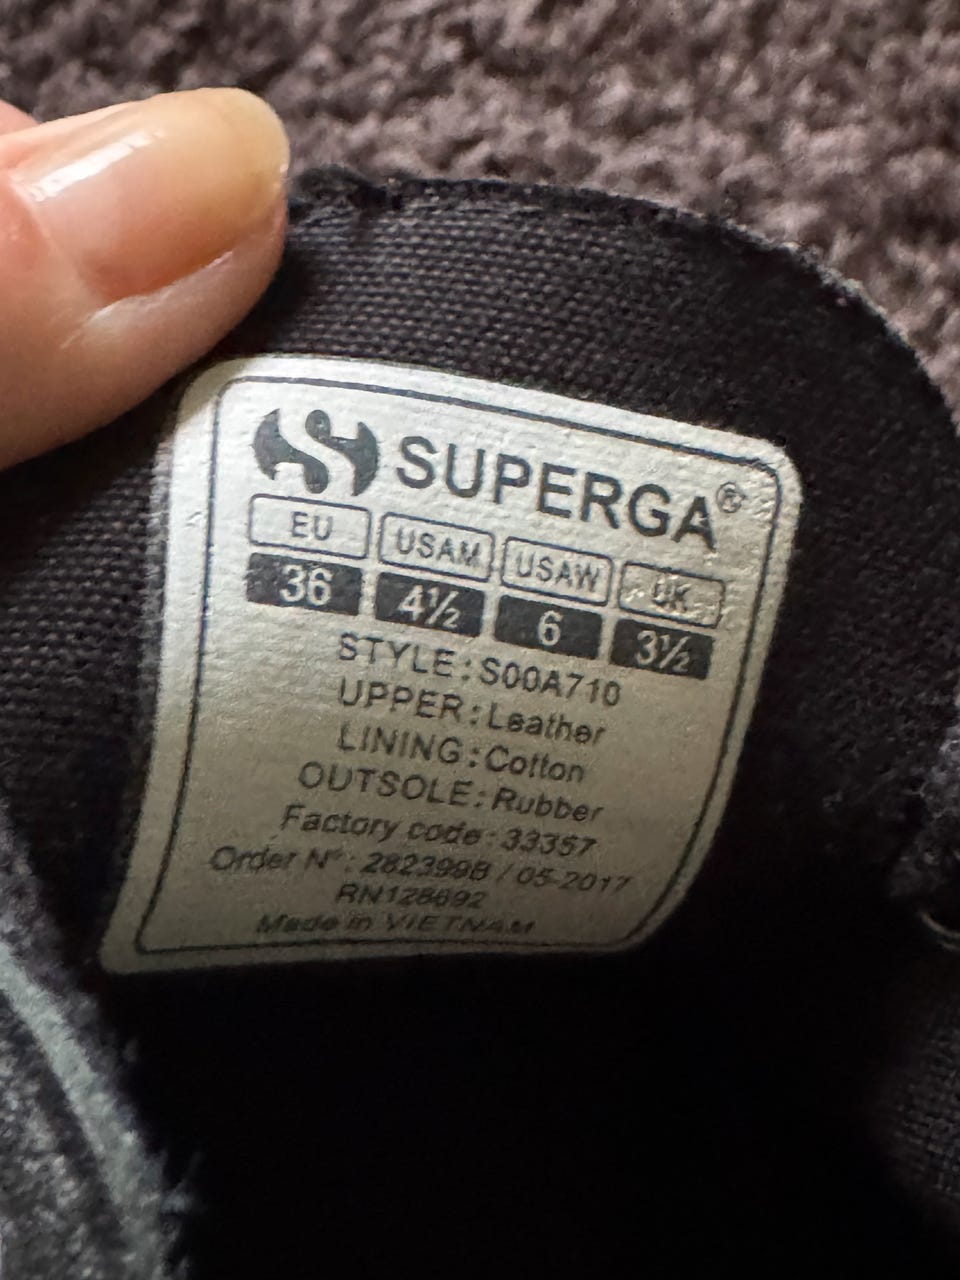 SUPERGA®
EU USAM USAW UK
36 4½ 6 3½
STYLE : S00A710
UPPER : Leather
LINING : Cotton
OUTSOLE : Rubber
Factory code : 33357
Order N° : 282399B / 05-2017
RN128692
Made in VIETNAM